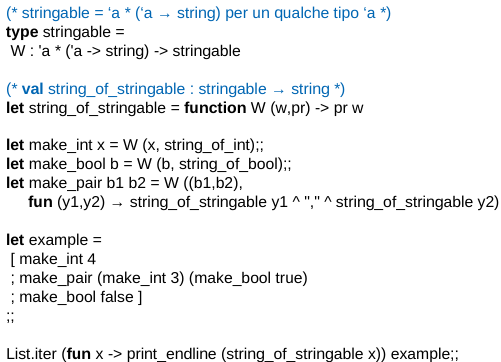 (* stringable = ‘a * (‘a → string) per un qualche tipo ‘a *)
type stringable =
W : 'a * ('a -> string) -> stringable
(* val string_of_stringable : stringable → string *)
let string_of_stringable = function W (w,pr) -> pr w
let make_int x = W (x, string_of_int);;
let make_bool b = W (b, string_of_bool);;
let make_pair b1 b2 = W ((b1,b2),
fun (y1,y2) → string_of_stringable y1 ^ "," ^ string_of_stringable y2)
let example =
[ make_int 4
; make_pair (make_int 3) (make_bool true)
; make_bool false ]
;;
List.iter (fun x -> print_endline (string_of_stringable x)) example;;